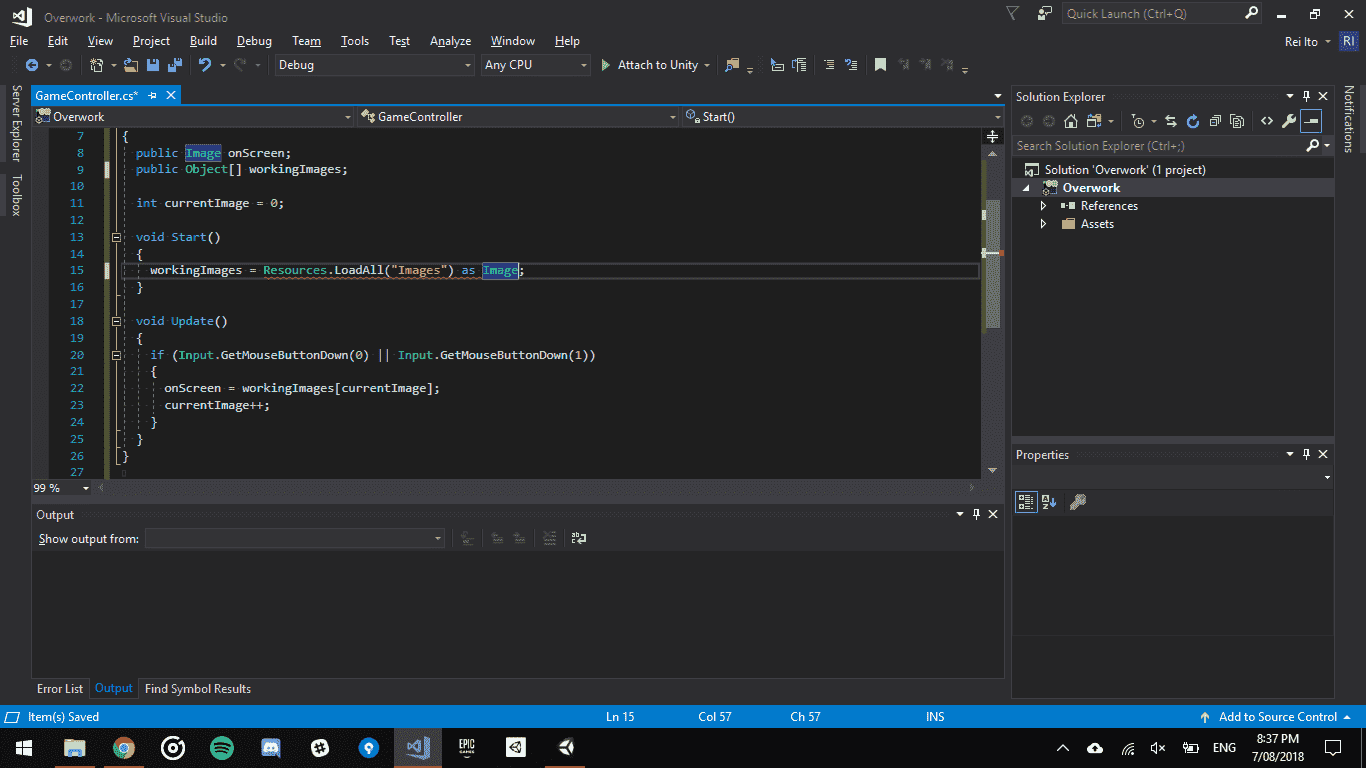 Overwork - Microsoft Visual Studio
Quick Launch (Ctrl+Q)
File Edit View Project Build Debug Team Tools Test Analyze Window Help
Rei Ito RI
Debug Any CPU Attach to Unity
Server Explorer
Toolbox
GameController.cs*
Overwork GameController Start()
7 {
8 public Image onScreen;
9 public Object[] workingImages;
10
11 int currentImage = 0;
12
13 void Start()
14 {
15 workingImages = Resources.LoadAll("Images") as Image;
16 }
17
18 void Update()
19 {
20 if (Input.GetMouseButtonDown(0) || Input.GetMouseButtonDown(1))
21 {
22 onScreen = workingImages[currentImage];
23 currentImage++;
24 }
25 }
26 }
27
99 %
Output
Show output from:
Error List Output Find Symbol Results
Solution Explorer
Search Solution Explorer (Ctrl+;)
Solution 'Overwork' (1 project)
Overwork
References
Assets
Properties
Notifications
Item(s) Saved Ln 15 Col 57 Ch 57 INS Add to Source Control
EPIC GAMES
ENG
8:37 PM
7/08/2018